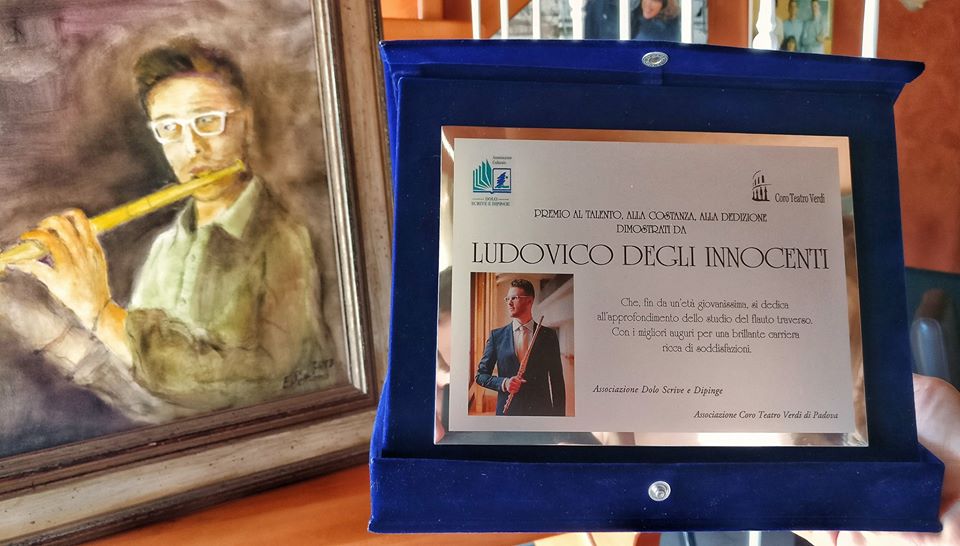 Associazione
Culturale
DOLO
SCRIVE E DIPINGE
Coro Teatro Verdi
PREMIO AL TALENTO, ALLA COSTANZA, ALLA DEDIZIONE
DIMOSTRATI DA
LUDOVICO DEGLI INNOCENTI
Che, fin da un'età giovanissima, si dedica
all'approfondimento dello studio del flauto traverso.
Con i migliori auguri per una brillante carriera
ricca di soddisfazioni.
Associazione Dolo Scrive e Dipinge
Associazione Coro Teatro Verdi di Padova